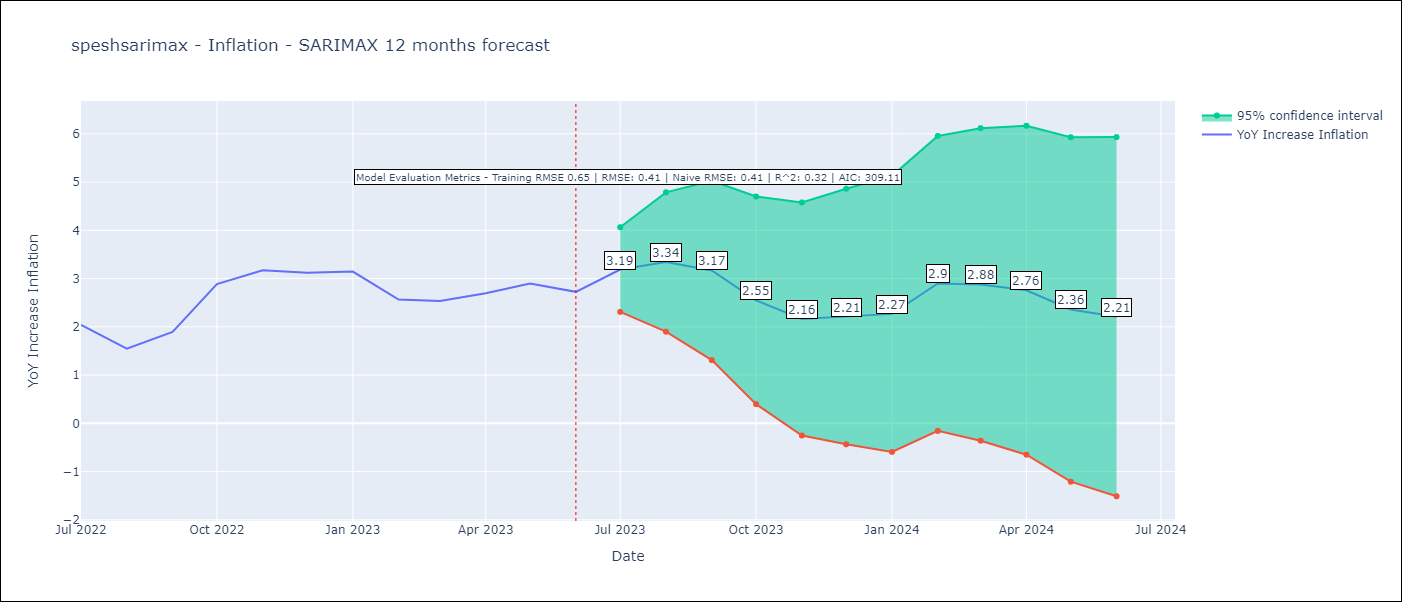 speshsarimax - Inflation - SARIMAX 12 months forecast
95% confidence interval
YoY Increase Inflation
Model Evaluation Metrics - Training RMSE 0.65 | RMSE: 0.41 | Naive RMSE: 0.41 | R^2: 0.32 | AIC: 309.11
YoY Increase Inflation
6
5
4
3
2
1
0
−1
−2
3.19
3.34
3.17
2.55
2.16
2.21
2.27
2.9
2.88
2.76
2.36
2.21
Jul 2022
Oct 2022
Jan 2023
Apr 2023
Jul 2023
Oct 2023
Jan 2024
Apr 2024
Jul 2024
Date